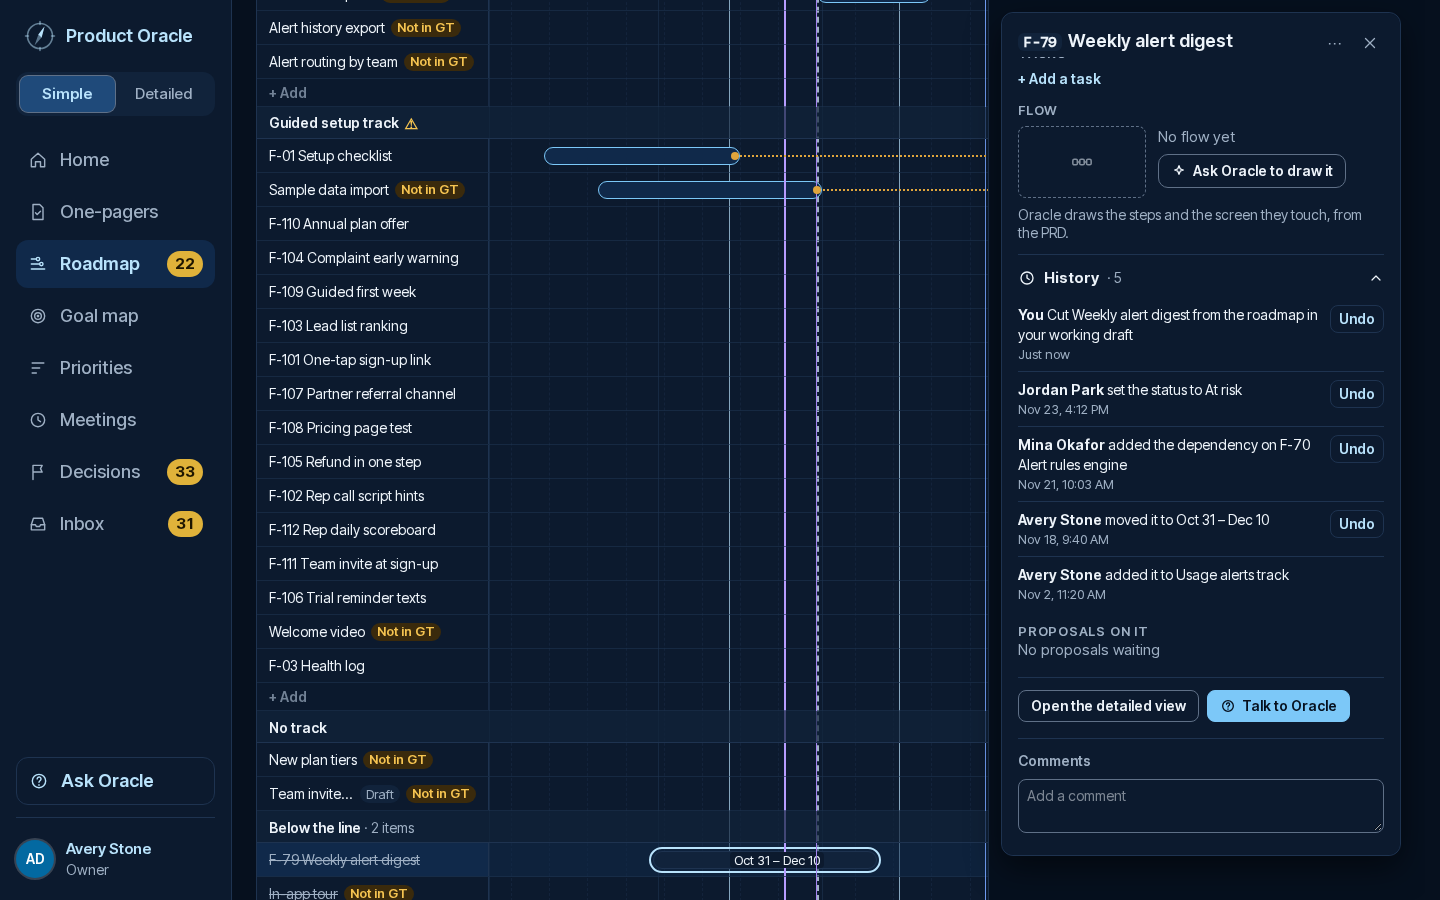 Product Oracle
Simple
Detailed
Home
One-pagers
Roadmap
22
Goal map
Priorities
Meetings
Decisions
33
Inbox
31
Ask Oracle
AD
Avery Stone
Owner
Alert history export Not in GT
Alert routing by team Not in GT
+ Add
Guided setup track
F-01 Setup checklist
Sample data import Not in GT
F-110 Annual plan offer
F-104 Complaint early warning
F-109 Guided first week
F-103 Lead list ranking
F-101 One-tap sign-up link
F-107 Partner referral channel
F-108 Pricing page test
F-105 Refund in one step
F-102 Rep call script hints
F-112 Rep daily scoreboard
F-111 Team invite at sign-up
F-106 Trial reminder texts
Welcome video Not in GT
F-03 Health log
+ Add
No track
New plan tiers Not in GT
Team invite... Draft Not in GT
Below the line · 2 items
F-79 Weekly alert digest
Oct 31 – Dec 10
In-app tour Not in GT
F-79 Weekly alert digest
+ Add a task
FLOW
No flow yet
Ask Oracle to draw it
Oracle draws the steps and the screen they touch, from
the PRD.
History · 5
You Cut Weekly alert digest from the roadmap in
your working draft
Just now
Undo
Jordan Park set the status to At risk
Nov 23, 4:12 PM
Undo
Mina Okafor added the dependency on F-70
Alert rules engine
Nov 21, 10:03 AM
Undo
Avery Stone moved it to Oct 31 – Dec 10
Nov 18, 9:40 AM
Undo
Avery Stone added it to Usage alerts track
Nov 2, 11:20 AM
PROPOSALS ON IT
No proposals waiting
Open the detailed view
Talk to Oracle
Comments
Add a comment